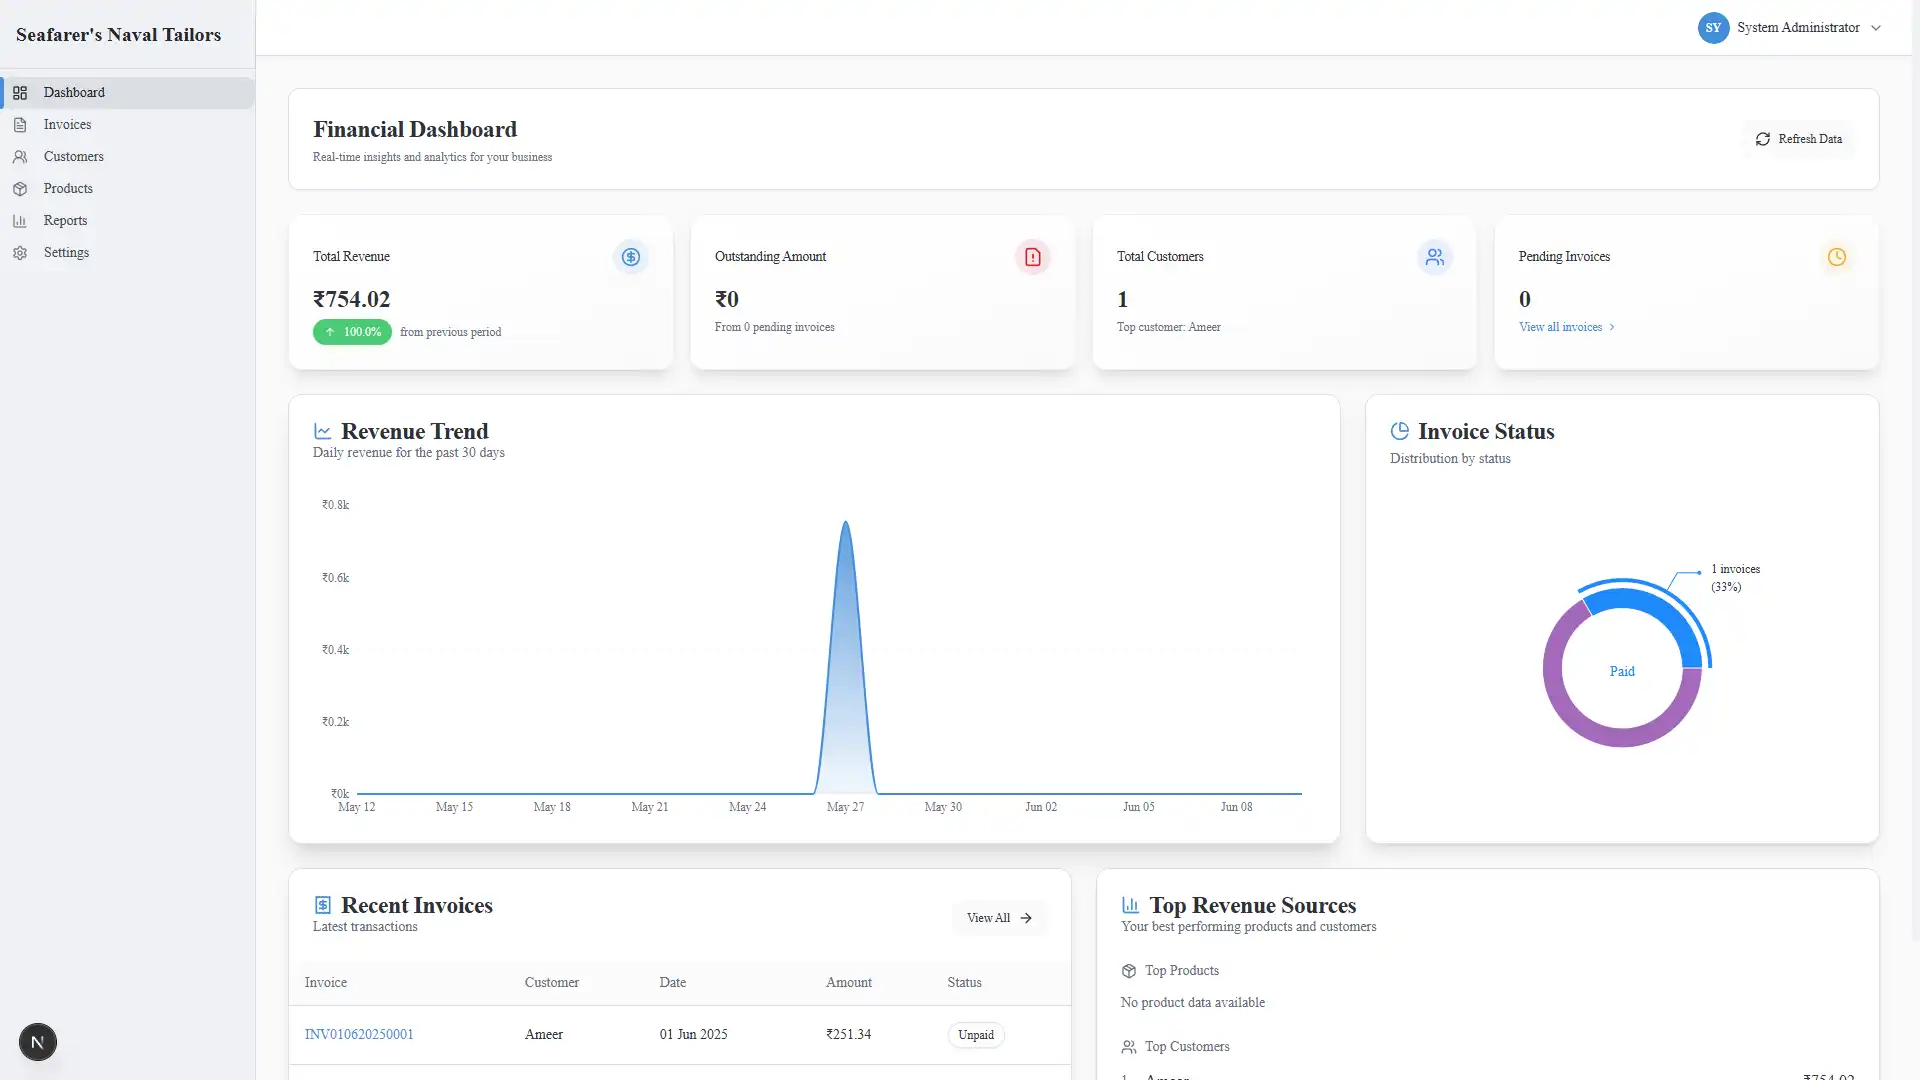 Seafarer's Naval Tailors
SY System Administrator
Dashboard
Invoices
Customers
Products
Reports
Settings
Financial Dashboard
Real-time insights and analytics for your business
Refresh Data
Total Revenue
₹754.02
↑ 100.0% from previous period
Outstanding Amount
₹0
From 0 pending invoices
Total Customers
1
Top customer: Ameer
Pending Invoices
0
View all invoices
Revenue Trend
Daily revenue for the past 30 days
₹0.8k
₹0.6k
₹0.4k
₹0.2k
₹0k
May 12 May 15 May 18 May 21 May 24 May 27 May 30 Jun 02 Jun 05 Jun 08
Invoice Status
Distribution by status
1 invoices
(33%)
Paid
Recent Invoices
Latest transactions
View All
Invoice Customer Date Amount Status
INV010620250001 Ameer 01 Jun 2025 ₹251.34 Unpaid
Top Revenue Sources
Your best performing products and customers
Top Products
No product data available
Top Customers
1 Ameer ₹754.02
N